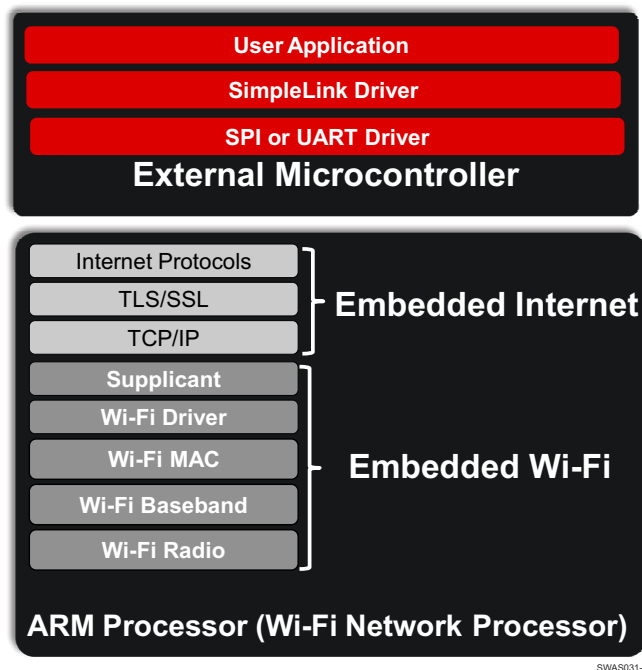 User Application
SimpleLink Driver
SPI or UART Driver
External Microcontroller
Internet Protocols
TLS/SSL
TCP/IP
Embedded Internet
Supplicant
Wi-Fi Driver
Wi-Fi MAC
Wi-Fi Baseband
Wi-Fi Radio
Embedded Wi-Fi
ARM Processor (Wi-Fi Network Processor)
SWAS031-